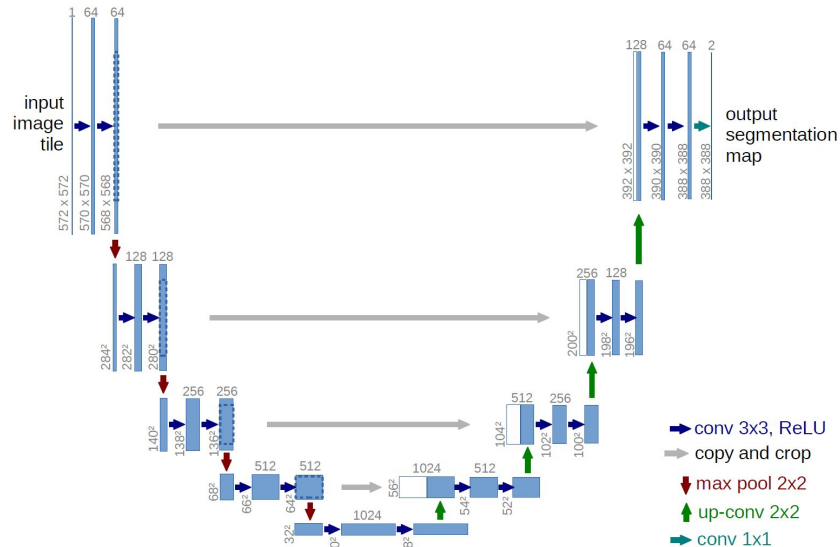 1 64 64
input
image
tile
572 x 572
570 x 570
568 x 568
128 64 64 2
392 x 392
390 x 390
388 x 388
388 x 388
output
segmentation
map
128 128
284²
282²
280²
256 128
200²
198²
196²
256 256
140²
138²
136²
512 256
104²
102²
100²
512 512
68²
66²
64²
1024 512
56²
54²
52²
1024
32²
conv 3x3, ReLU
copy and crop
max pool 2x2
up-conv 2x2
conv 1x1